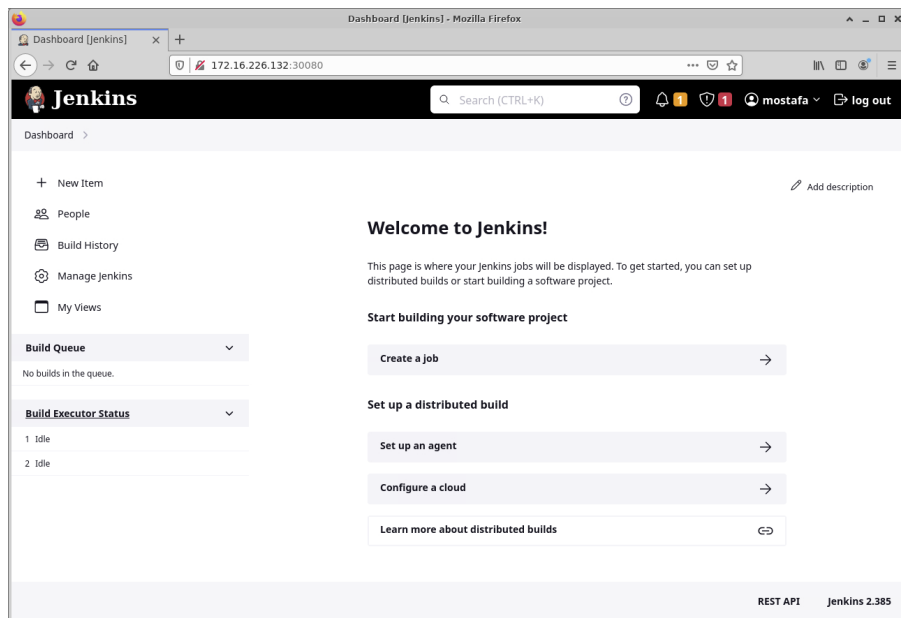 Dashboard [Jenkins] - Mozilla Firefox
Dashboard [Jenkins]
172.16.226.132:30080
Jenkins
Search (CTRL+K)
1
1
mostafa
log out
Dashboard
New Item
People
Build History
Manage Jenkins
My Views
Build Queue
No builds in the queue.
Build Executor Status
1 Idle
2 Idle
Add description
Welcome to Jenkins!
This page is where your Jenkins jobs will be displayed. To get started, you can set up
distributed builds or start building a software project.
Start building your software project
Create a job
Set up a distributed build
Set up an agent
Configure a cloud
Learn more about distributed builds
REST API
Jenkins 2.385